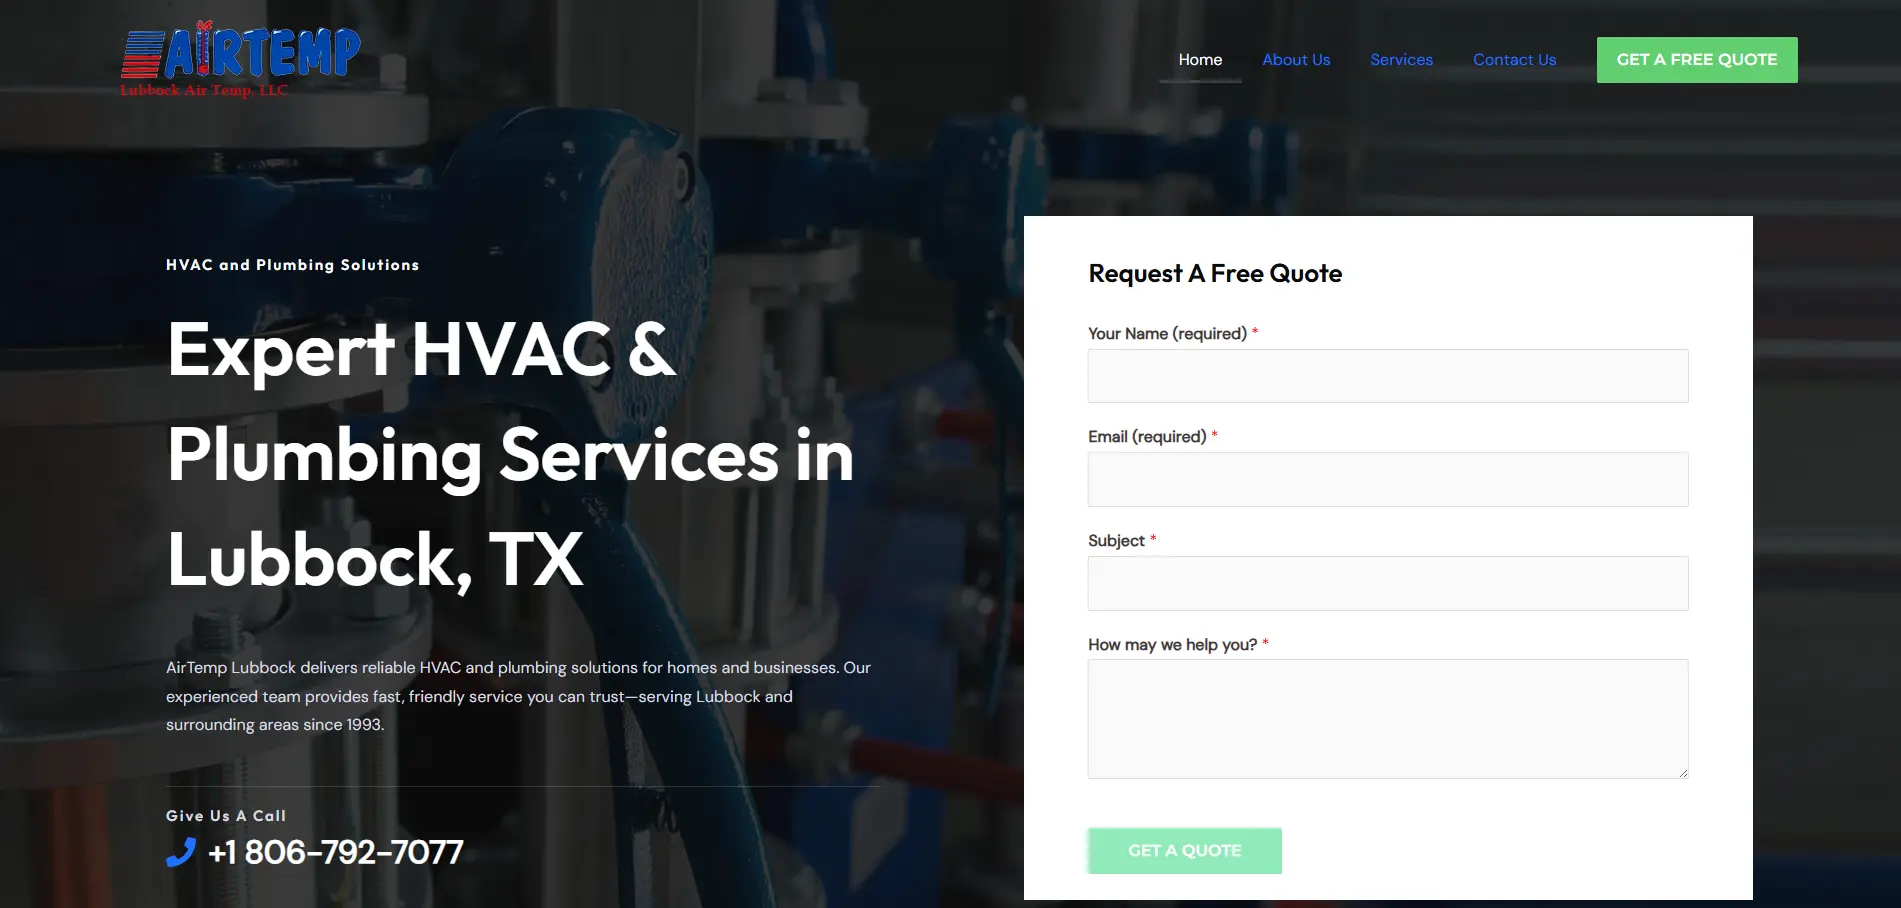 AIRTEMP
Lubbock Air Temp, LLC
Home
About Us
Services
Contact Us
GET A FREE QUOTE
HVAC and Plumbing Solutions
Expert HVAC &
Plumbing Services in
Lubbock, TX
AirTemp Lubbock delivers reliable HVAC and plumbing solutions for homes and businesses. Our
experienced team provides fast, friendly service you can trust—serving Lubbock and
surrounding areas since 1993.
Give Us A Call
+1 806-792-7077
Request A Free Quote
Your Name (required) *
Email (required) *
Subject *
How may we help you? *
GET A QUOTE